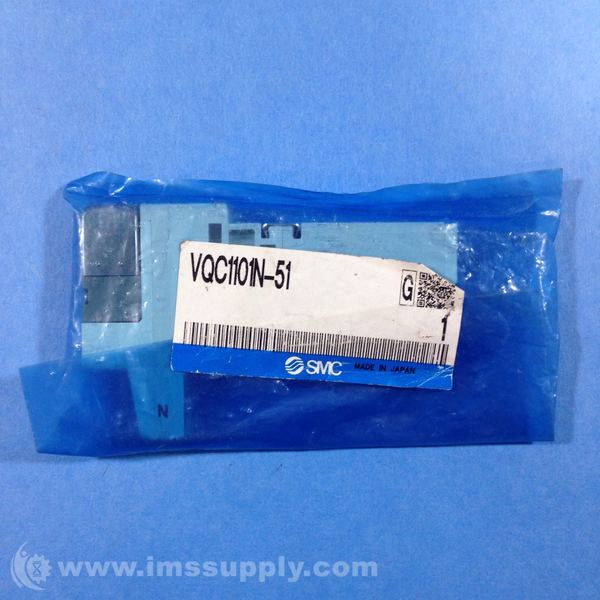 VQC1101N-51
G
1
SMC MADE IN JAPAN
N
www.imssupply.com